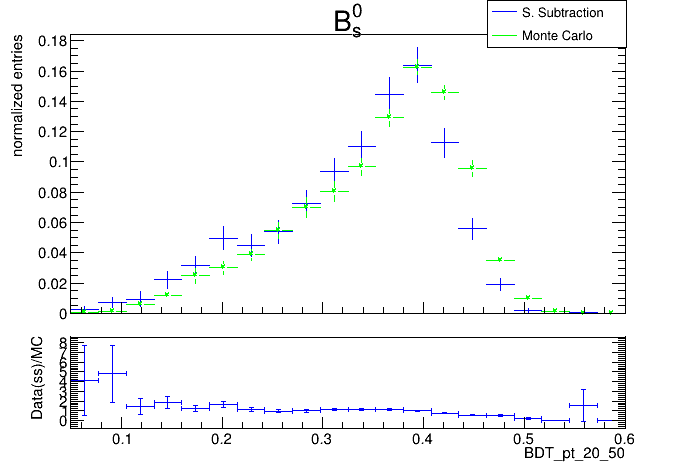 B⁰ₛ
S. Subtraction
Monte Carlo
normalized entries
0.18
0.16
0.14
0.12
0.1
0.08
0.06
0.04
0.02
0
Data(ss)/MC
8
7
6
5
4
3
2
1
0
0.1 0.2 0.3 0.4 0.5 0.6
BDT_pt_20_50